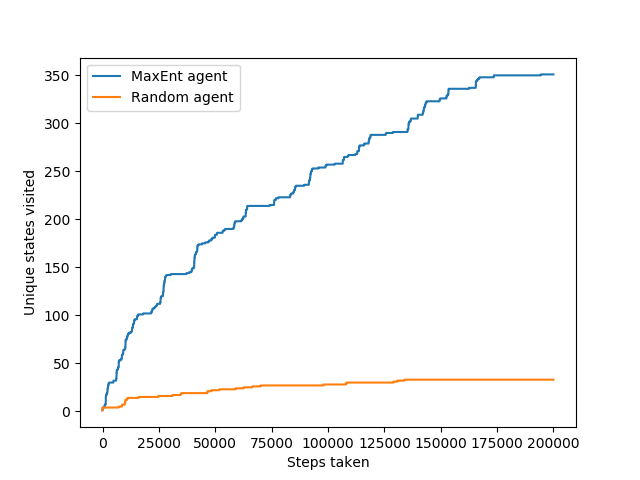 MaxEnt agent
Random agent
350
300
250
200
150
100
50
0
Unique states visited
0 25000 50000 75000 100000 125000 150000 175000 200000
Steps taken